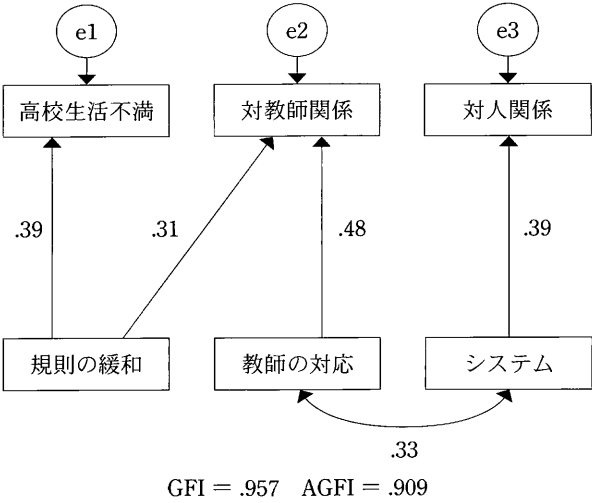 e1 e2 e3
高校生活不満 対教師関係 対人関係
.39 .31 .48 .39
規則の緩和 教師の対応 システム
.33
GFI = .957 AGFI = .909